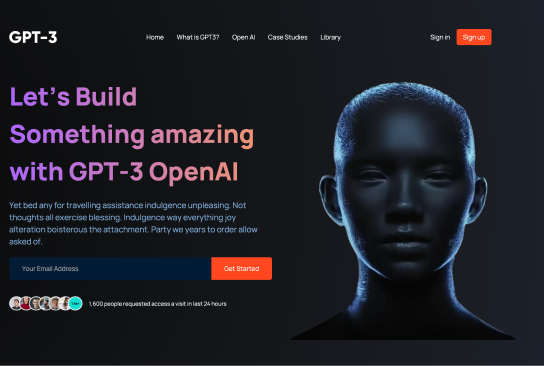 GPT-3
Home What is GPT3? Open AI Case Studies Library
Sign in Sign up
Let's Build
Something amazing
with GPT-3 OpenAI
Yet bed any for travelling assistance indulgence unpleasing. Not
thoughts all exercise blessing. Indulgence way everything joy
alteration boisterous the attachment. Party we years to order allow
asked of.
Your Email Address Get Started
1,600 people requested access a visit in last 24 hours